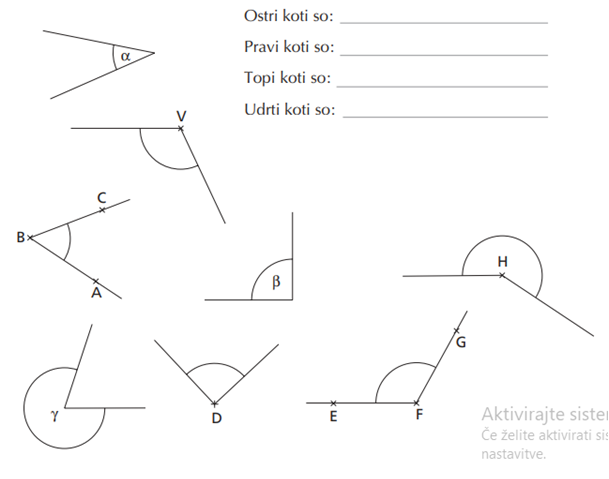 Ostri koti so:
Pravi koti so:
Topi koti so:
Udrti koti so:
α
V
C
B
A
β
H
G
γ
D
E
F
Aktivirajte sister
Če želite aktivirati sis
nastavitve.